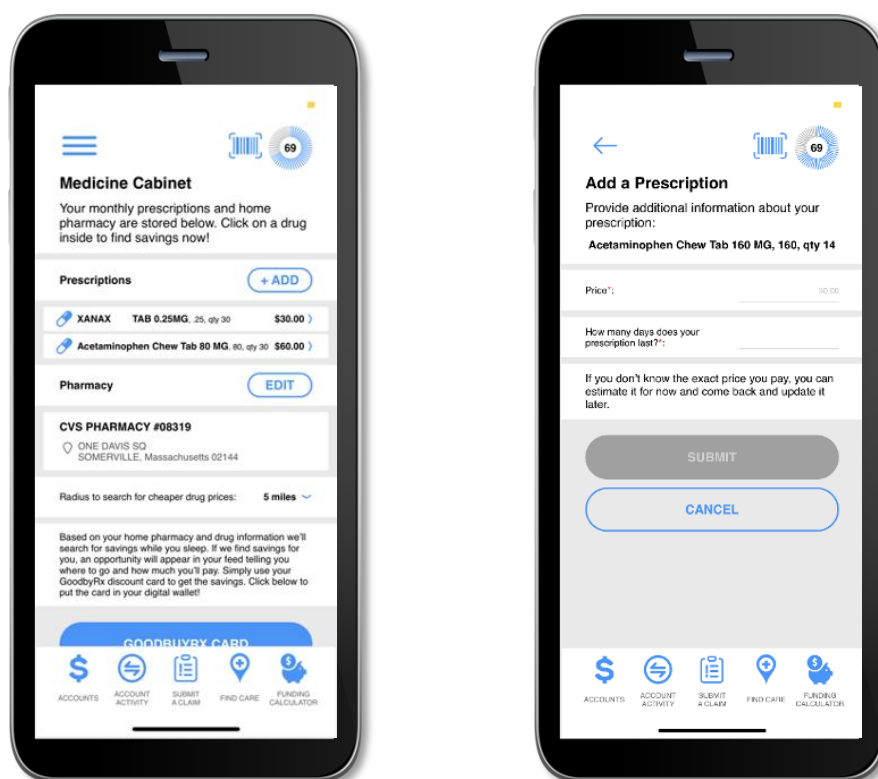 69
Medicine Cabinet
Your monthly prescriptions and home
pharmacy are stored below. Click on a drug
inside to find savings now!
Prescriptions + ADD
XANAX TAB 0.25MG, .25, qty 30 $30.00 >
Acetaminophen Chew Tab 80 MG, 80, qty 30 $60.00 >
Pharmacy EDIT
CVS PHARMACY #08319
ONE DAVIS SQ
SOMERVILLE, Massachusetts 02144
Radius to search for cheaper drug prices: 5 miles
Based on your home pharmacy and drug information we'll
search for savings while you sleep. If we find savings for
you, an opportunity will appear in your feed telling you
where to go and how much you'll pay. Simply use your
GoodbyRx discount card to get the savings. Click below to
put the card in your digital wallet!
GOODBUYRX CARD
ACCOUNTS
ACCOUNT
ACTIVITY
SUBMIT
A CLAIM
FIND CARE
FUNDING
CALCULATOR
69
Add a Prescription
Provide additional information about your
prescription:
Acetaminophen Chew Tab 160 MG, 160, qty 14
Price*: $0.00
How many days does your
prescription last?*:
If you don't know the exact price you pay, you can
estimate it for now and come back and update it
later.
SUBMIT
CANCEL
ACCOUNTS
ACCOUNT
ACTIVITY
SUBMIT
A CLAIM
FIND CARE
FUNDING
CALCULATOR